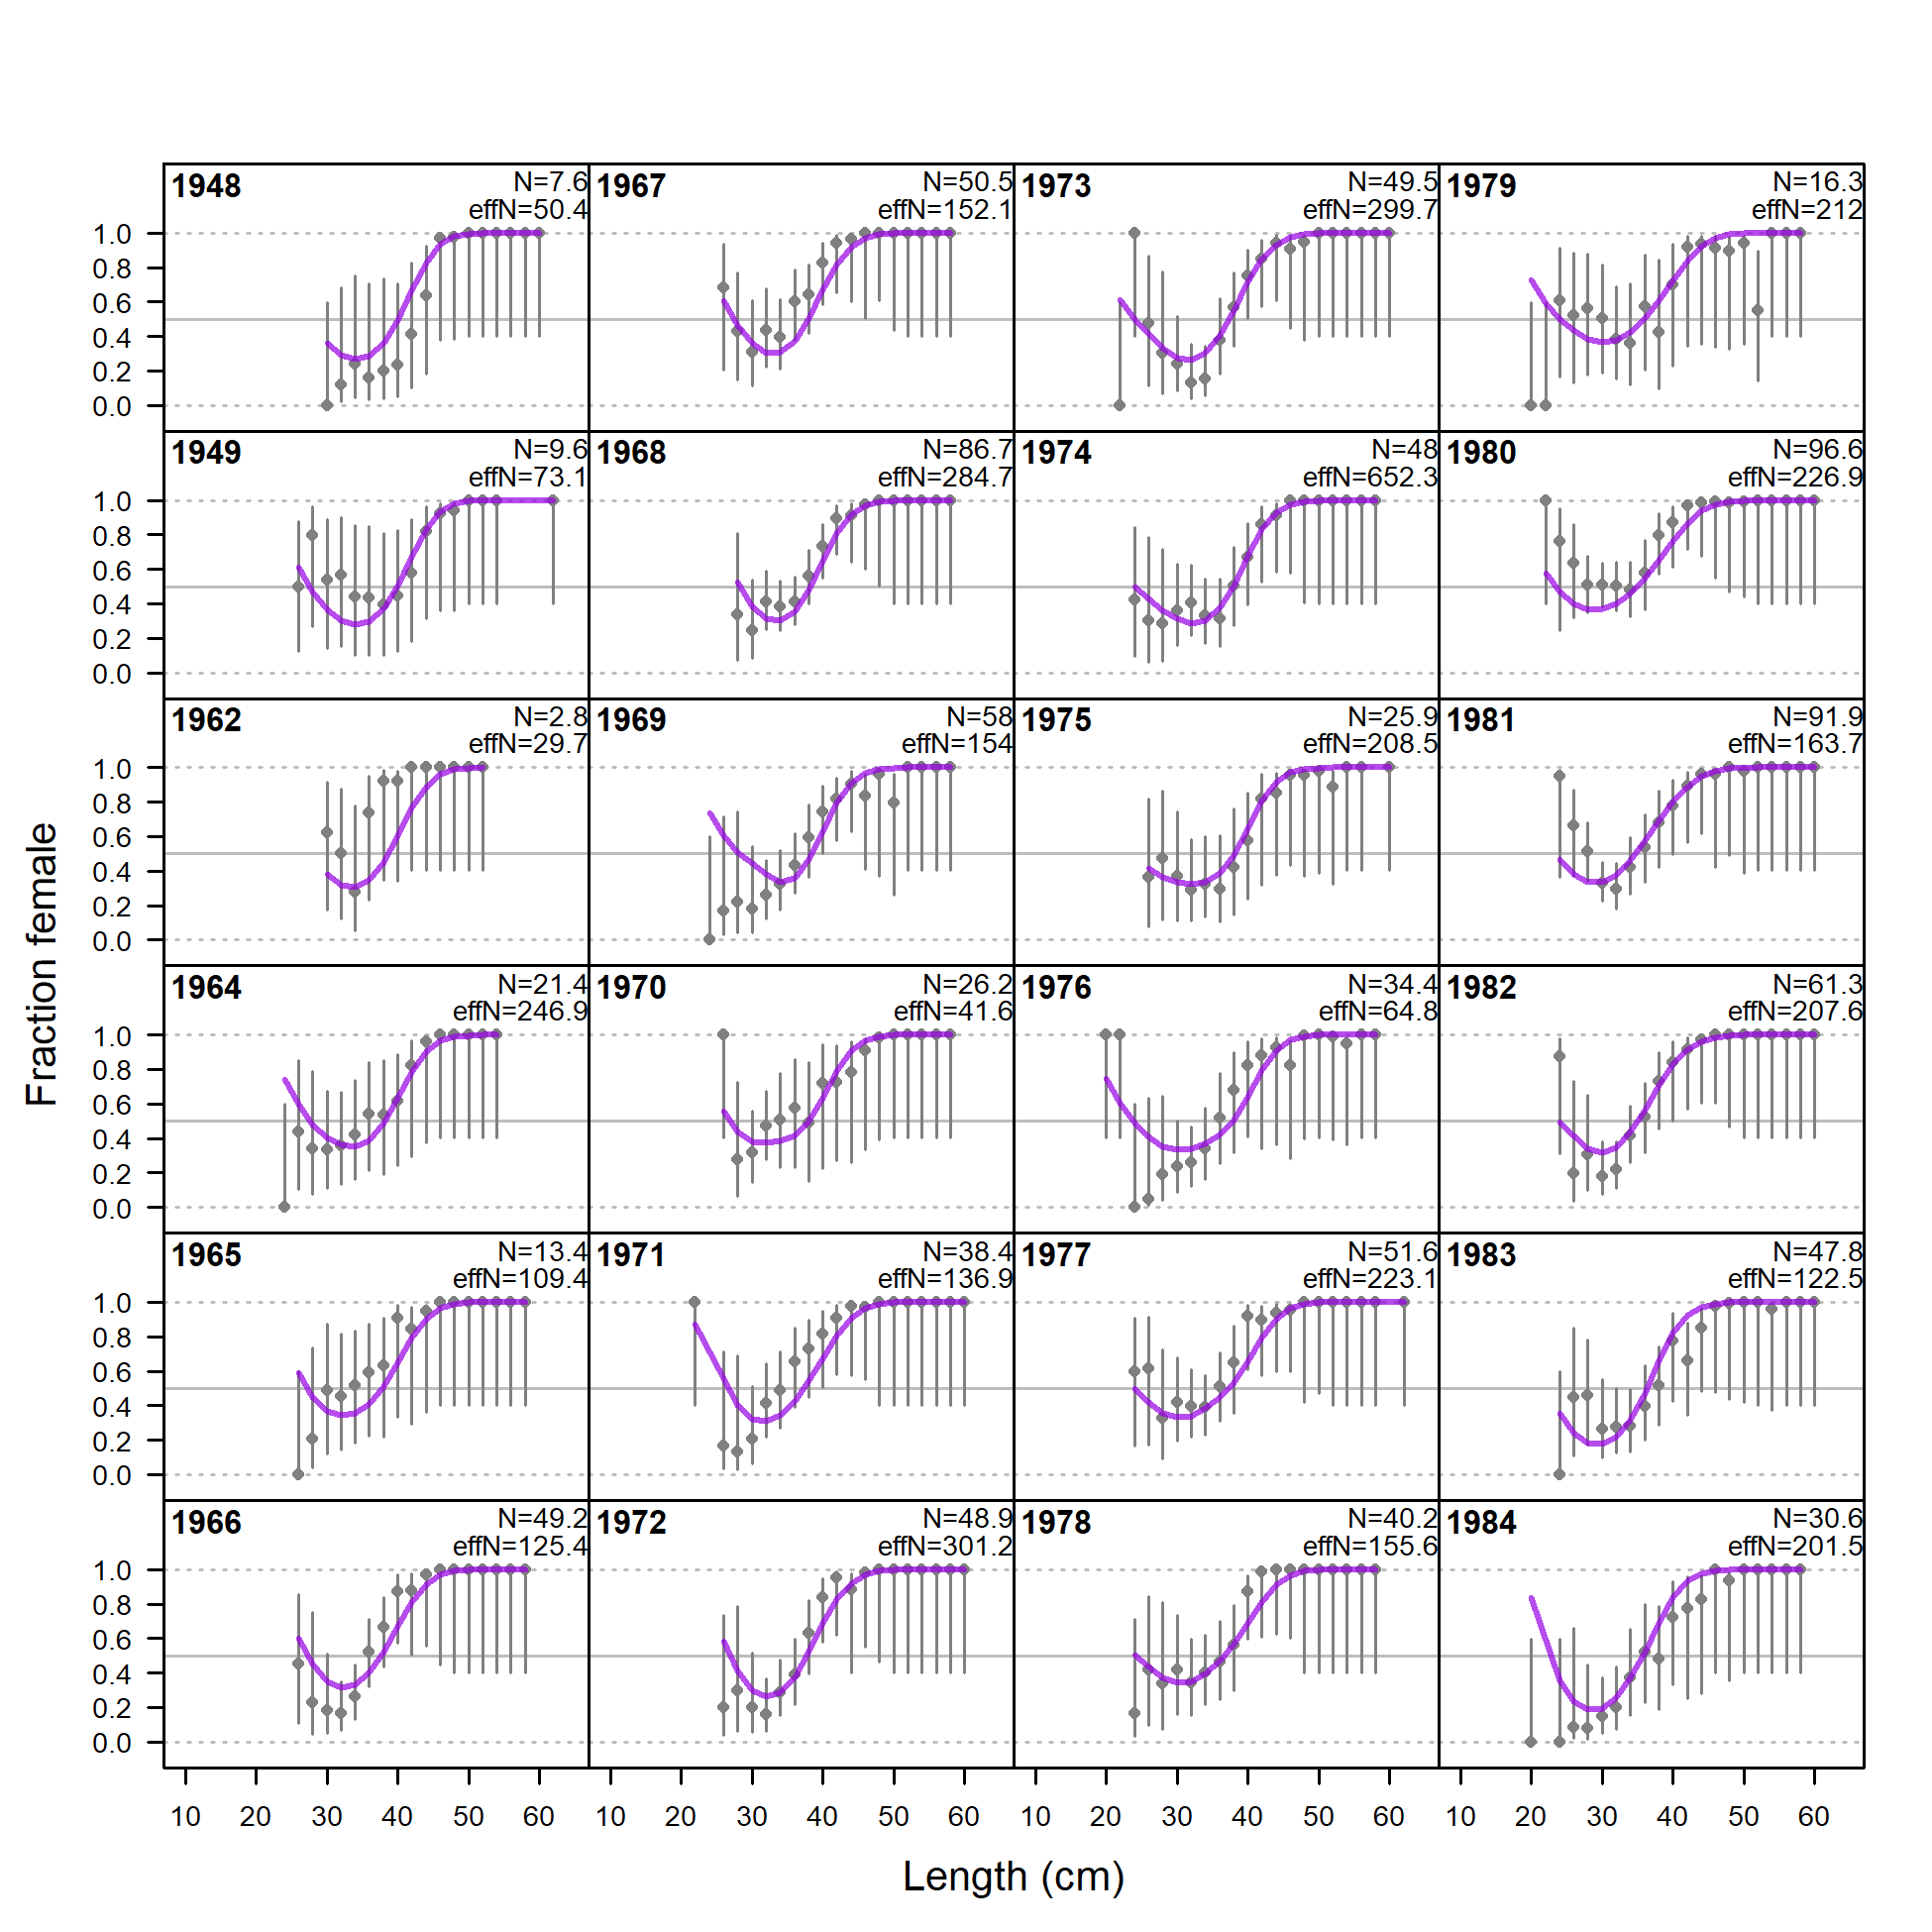 1948 N=7.6 1967 N=50.5 1973 N=49.5 1979 N=16.3
effN=50.4 effN=152.1 effN=299.7 effN=212
1.0
0.8
0.6
0.4
0.2
0.0
1949 N=9.6 1968 N=86.7 1974 N=48 1980 N=96.6
effN=73.1 effN=284.7 effN=652.3 effN=226.9
1.0
0.8
0.6
0.4
0.2
0.0
1962 N=2.8 1969 N=58 1975 N=25.9 1981 N=91.9
effN=29.7 effN=154 effN=208.5 effN=163.7
1.0
0.8
0.6
0.4
0.2
0.0
1964 N=21.4 1970 N=26.2 1976 N=34.4 1982 N=61.3
effN=246.9 effN=41.6 effN=64.8 effN=207.6
1.0
0.8
0.6
0.4
0.2
0.0
1965 N=13.4 1971 N=38.4 1977 N=51.6 1983 N=47.8
effN=109.4 effN=136.9 effN=223.1 effN=122.5
1.0
0.8
0.6
0.4
0.2
0.0
1966 N=49.2 1972 N=48.9 1978 N=40.2 1984 N=30.6
effN=125.4 effN=301.2 effN=155.6 effN=201.5
1.0
0.8
0.6
0.4
0.2
0.0
10 20 30 40 50 60 10 20 30 40 50 60 10 20 30 40 50 60 10 20 30 40 50 60
Length (cm)
Fraction female